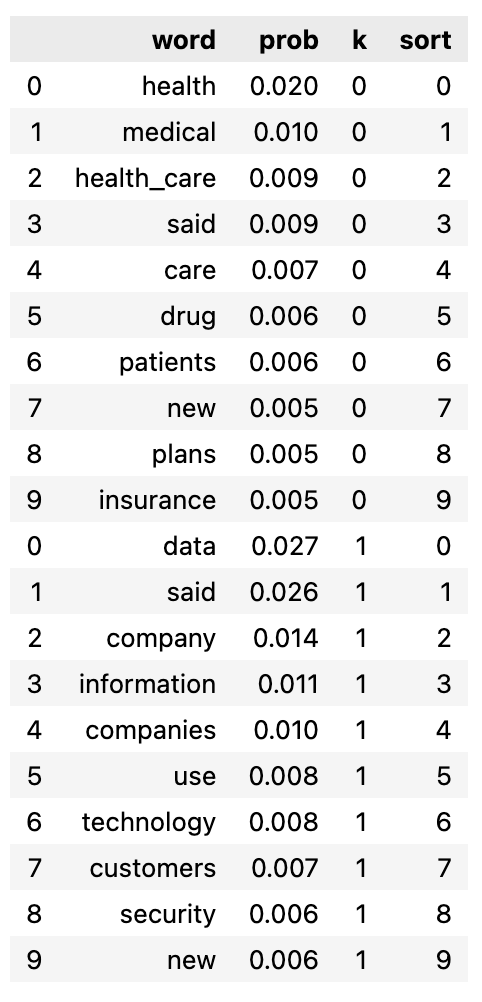 word prob k sort
0 health 0.020 0 0
1 medical 0.010 0 1
2 health_care 0.009 0 2
3 said 0.009 0 3
4 care 0.007 0 4
5 drug 0.006 0 5
6 patients 0.006 0 6
7 new 0.005 0 7
8 plans 0.005 0 8
9 insurance 0.005 0 9
0 data 0.027 1 0
1 said 0.026 1 1
2 company 0.014 1 2
3 information 0.011 1 3
4 companies 0.010 1 4
5 use 0.008 1 5
6 technology 0.008 1 6
7 customers 0.007 1 7
8 security 0.006 1 8
9 new 0.006 1 9